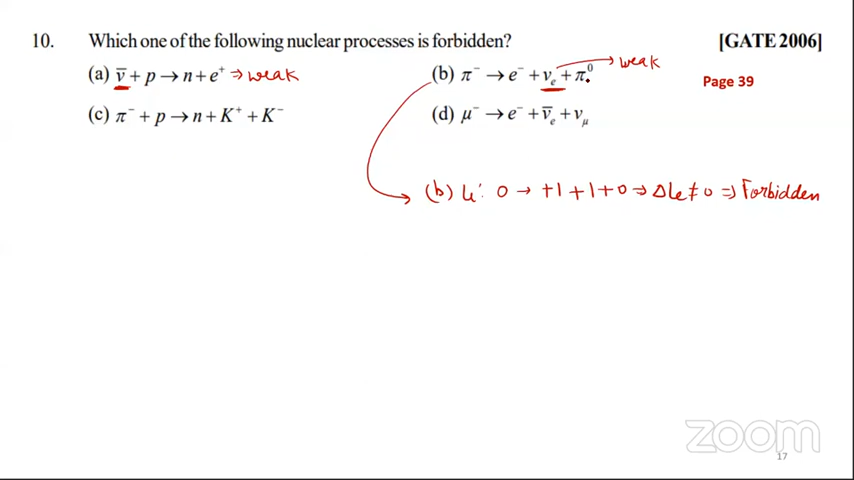 10. Which one of the following nuclear processes is forbidden? [GATE 2006]
(a) ν̅ + p → n + e⁺ ⇒ weak (b) π⁻ → e⁻ + νₑ + π⁰ → weak
Page 39
(c) π⁻ + p → n + K⁺ + K⁻ (d) μ⁻ → e⁻ + ν̅ₑ + ν_μ
(b) Le: 0 → +1 + 1 + 0 ⇒ ΔLe ≠ 0 ⇒ Forbidden
zoom
17